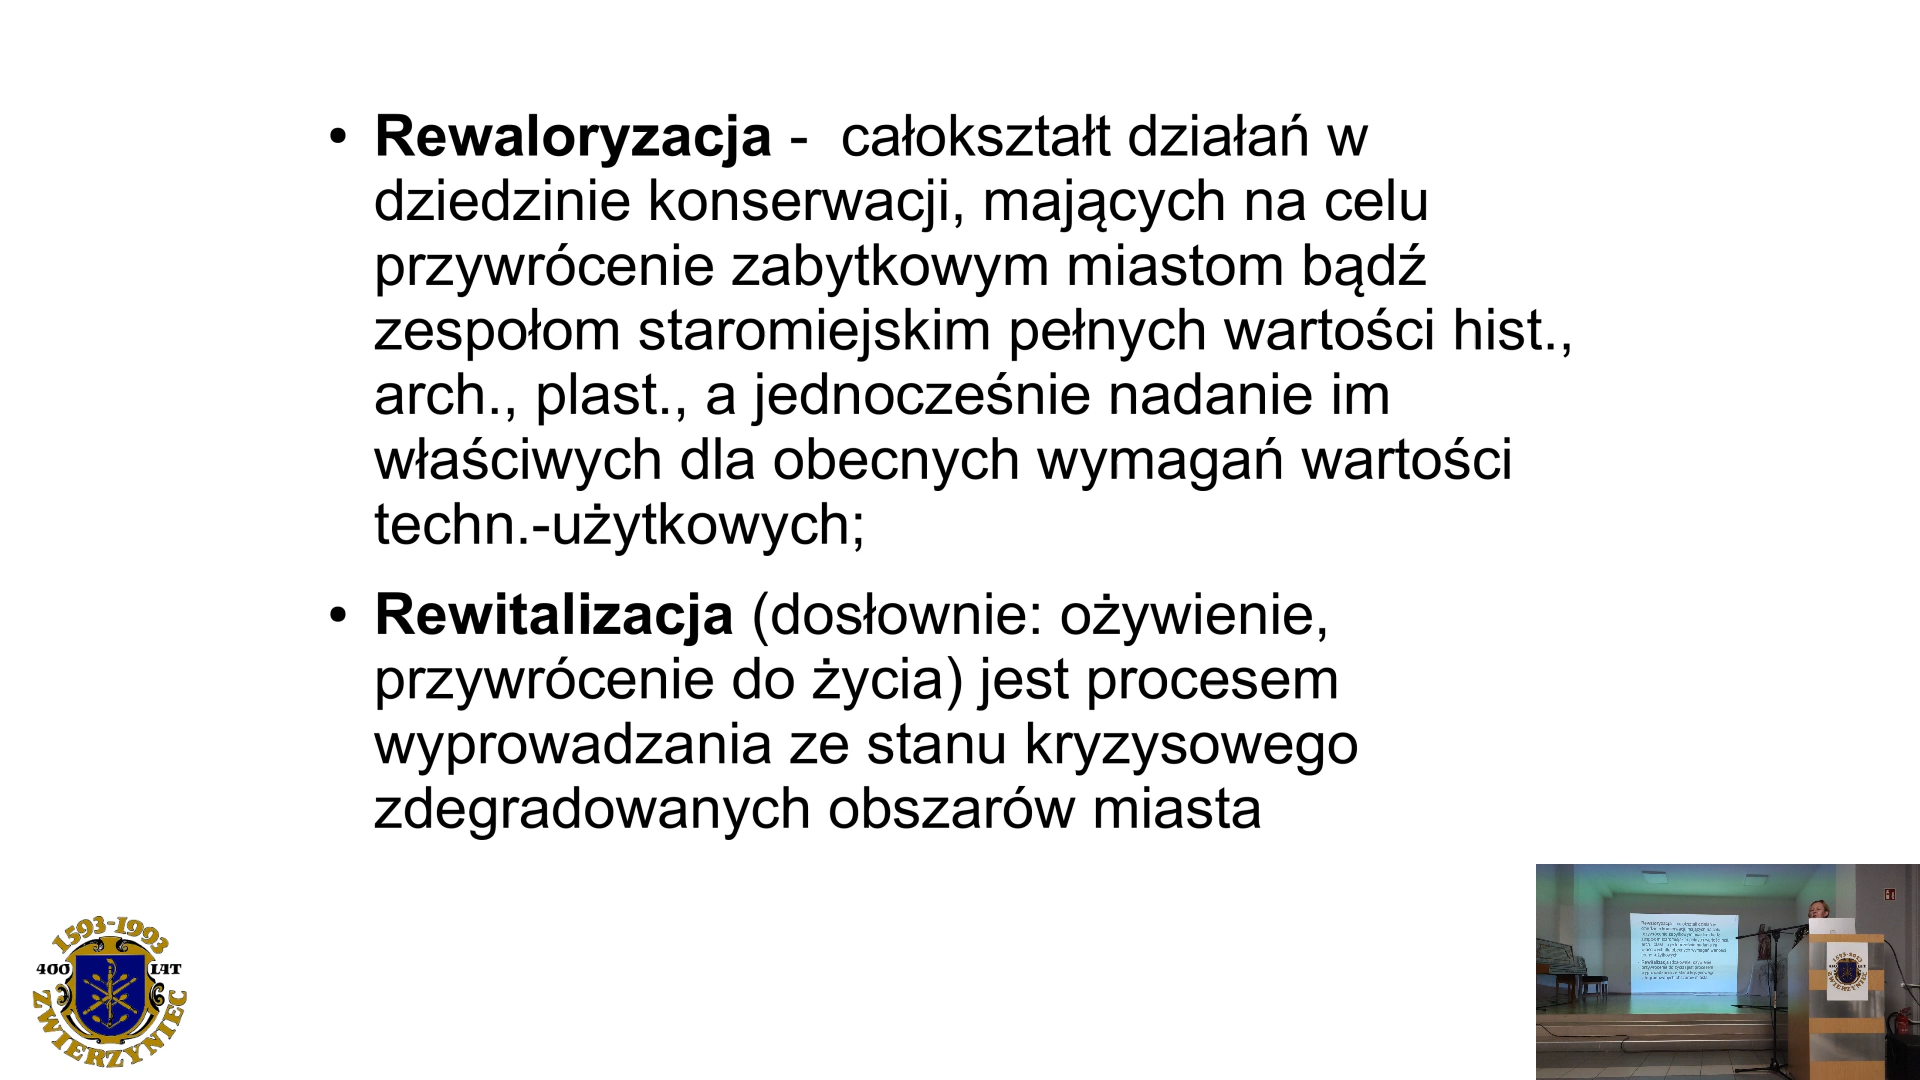 • Rewaloryzacja - całokształt działań w
dziedzinie konserwacji, mających na celu
przywrócenie zabytkowym miastom bądź
zespołom staromiejskim pełnych wartości hist.,
arch., plast., a jednocześnie nadanie im
właściwych dla obecnych wymagań wartości
techn.-użytkowych;
• Rewitalizacja (dosłownie: ożywienie,
przywrócenie do życia) jest procesem
wyprowadzania ze stanu kryzysowego
zdegradowanych obszarów miasta
1593-1993
400 LAT
ZWIERZYNIEC